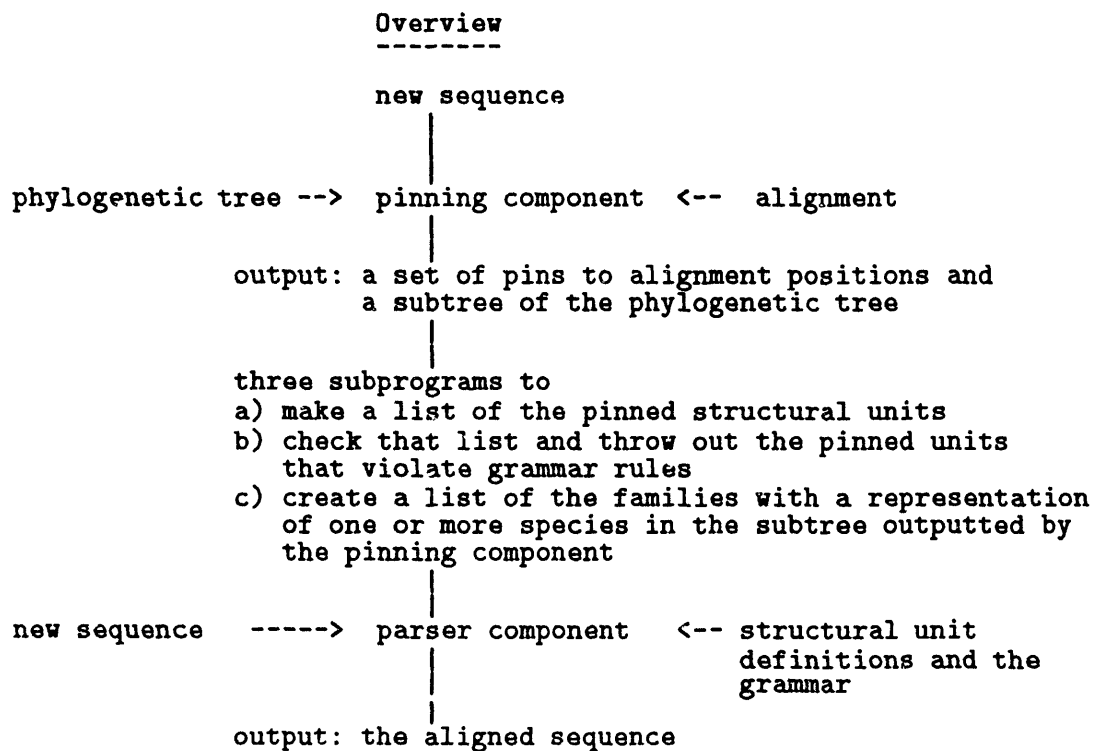 Overview
--------
new sequence
phylogenetic tree --> pinning component <-- alignment
output: a set of pins to alignment positions and
a subtree of the phylogenetic tree
three subprograms to
a) make a list of the pinned structural units
b) check that list and throw out the pinned units
that violate grammar rules
c) create a list of the families with a representation
of one or more species in the subtree outputted by
the pinning component
new sequence -----> parser component <-- structural unit
definitions and the
grammar
output: the aligned sequence